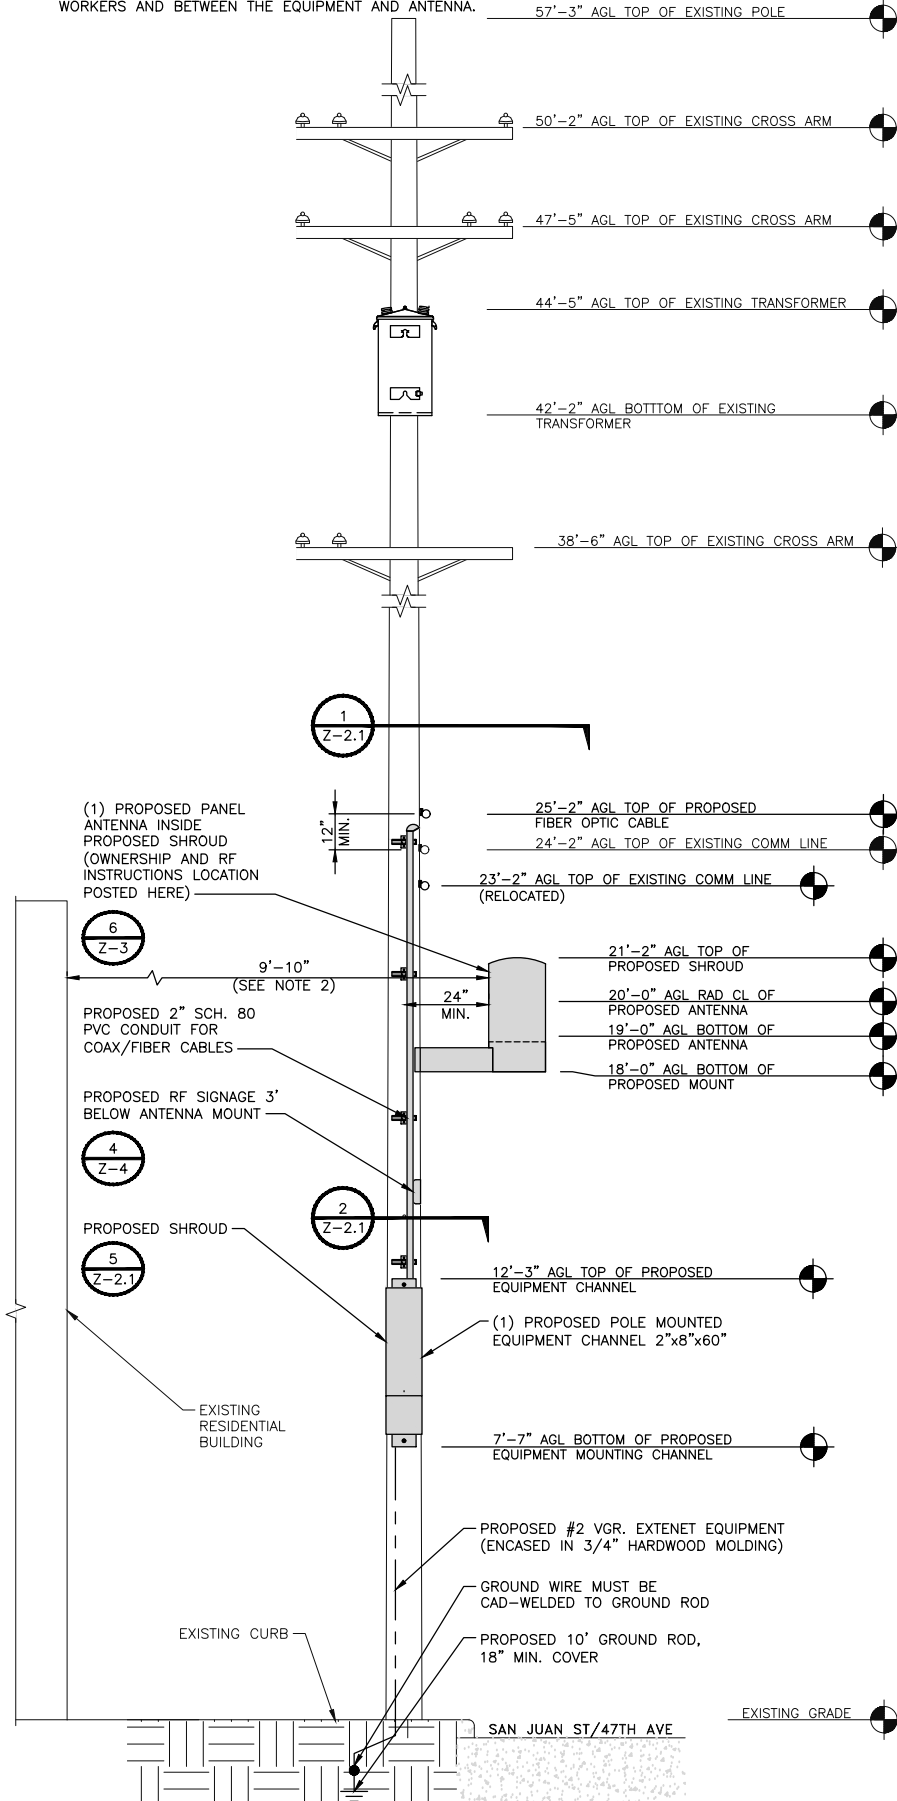 WORKERS AND BETWEEN THE EQUIPMENT AND ANTENNA.
57'-3" AGL TOP OF EXISTING POLE
50'-2" AGL TOP OF EXISTING CROSS ARM
47'-5" AGL TOP OF EXISTING CROSS ARM
44'-5" AGL TOP OF EXISTING TRANSFORMER
42'-2" AGL BOTTTOM OF EXISTING
TRANSFORMER
38'-6" AGL TOP OF EXISTING CROSS ARM
1
Z-2.1
(1) PROPOSED PANEL
ANTENNA INSIDE
PROPOSED SHROUD
(OWNERSHIP AND RF
INSTRUCTIONS LOCATION
POSTED HERE)
12"
MIN.
25'-2" AGL TOP OF PROPOSED
FIBER OPTIC CABLE
24'-2" AGL TOP OF EXISTING COMM LINE
23'-2" AGL TOP OF EXISTING COMM LINE
(RELOCATED)
6
Z-3
9'-10"
(SEE NOTE 2)
24"
MIN.
21'-2" AGL TOP OF
PROPOSED SHROUD
20'-0" AGL RAD CL OF
PROPOSED ANTENNA
19'-0" AGL BOTTOM OF
PROPOSED ANTENNA
18'-0" AGL BOTTOM OF
PROPOSED MOUNT
PROPOSED 2" SCH. 80
PVC CONDUIT FOR
COAX/FIBER CABLES
PROPOSED RF SIGNAGE 3'
BELOW ANTENNA MOUNT
4
Z-4
2
Z-2.1
PROPOSED SHROUD
5
Z-2.1
12'-3" AGL TOP OF PROPOSED
EQUIPMENT CHANNEL
(1) PROPOSED POLE MOUNTED
EQUIPMENT CHANNEL 2"x8"x60"
EXISTING
RESIDENTIAL
BUILDING
7'-7" AGL BOTTOM OF PROPOSED
EQUIPMENT MOUNTING CHANNEL
PROPOSED #2 VGR. EXTENET EQUIPMENT
(ENCASED IN 3/4" HARDWOOD MOLDING)
GROUND WIRE MUST BE
CAD-WELDED TO GROUND ROD
EXISTING CURB
PROPOSED 10' GROUND ROD,
18" MIN. COVER
EXISTING GRADE
SAN JUAN ST/47TH AVE